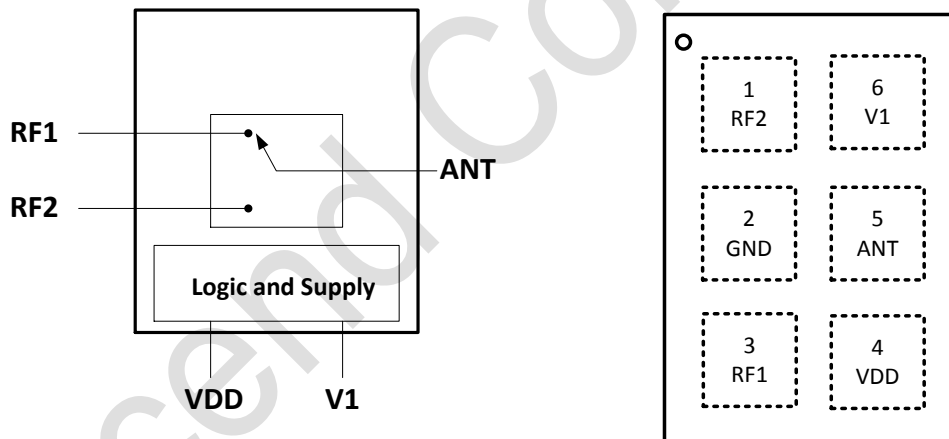 RF1
RF2
ANT
Logic and Supply
VDD
V1
1
RF2
6
V1
2
GND
5
ANT
3
RF1
4
VDD